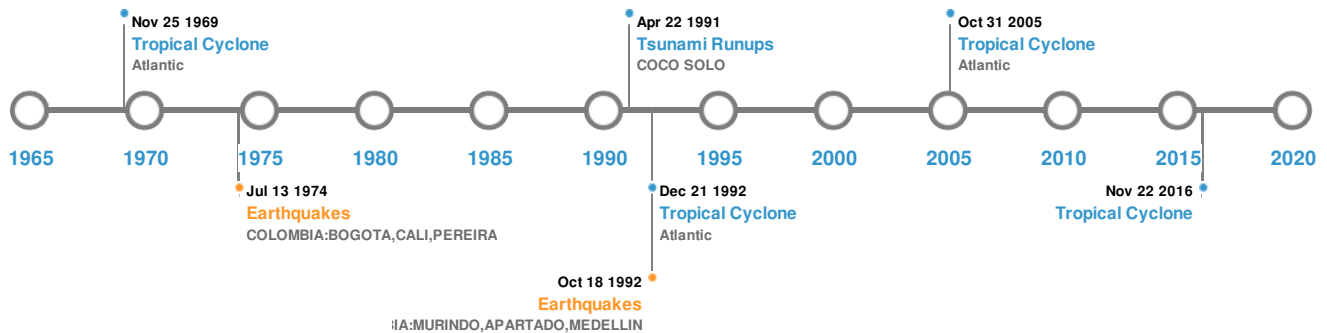 Nov 25 1969
Tropical Cyclone
Atlantic
Apr 22 1991
Tsunami Runups
COCO SOLO
Oct 31 2005
Tropical Cyclone
Atlantic
1965 1970 1975 1980 1985 1990 1995 2000 2005 2010 2015 2020
Jul 13 1974
Earthquakes
COLOMBIA:BOGOTA,CALI,PEREIRA
Dec 21 1992
Tropical Cyclone
Atlantic
Nov 22 2016
Tropical Cyclone
Oct 18 1992
Earthquakes
IA:MURINDO,APARTADO,MEDELLIN